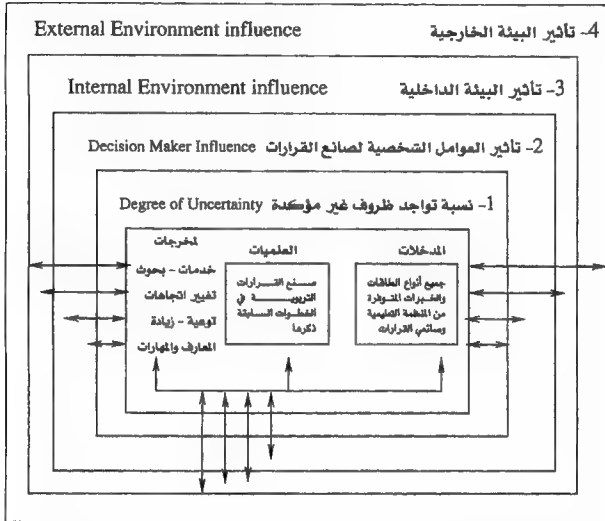 4- تأثير البيئة الخارجية External Environment influence
3- تأثير البيئة الداخلية Internal Environment influence
2- تأثير العوامل الشخصية لصانع القرارات Decision Maker Influence
1- نسبة تواجد ظروف غير مؤكدة Degree of Uncertainty
المدخلات
جميع أنواع الطاقات
والخبرات المتوفرة
من المنظمة التعليمية
وصانعي القرارات
العلميات
صنع القرارات
التربوية في
الخطوات السابقة
ذكرها
المخرجات
خدمات - بحوث
تغيير اتجاهات
توعية - زيادة
المعارف والمهارات